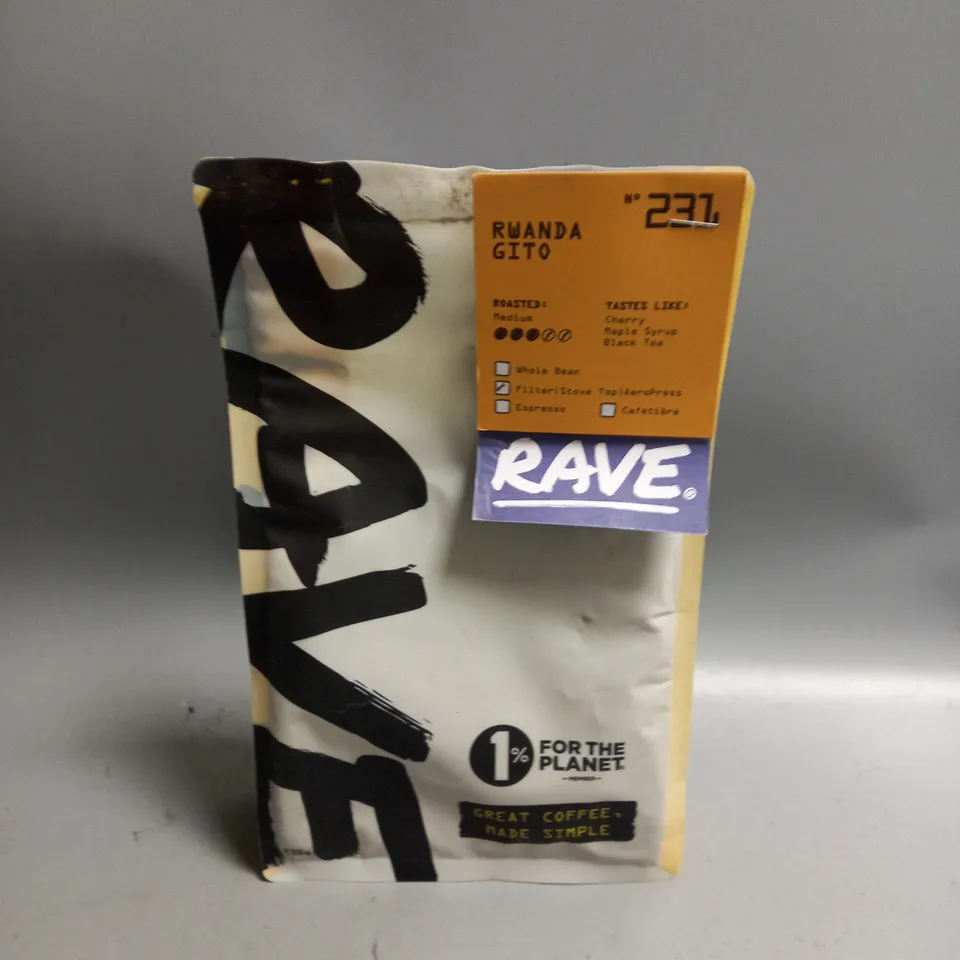 RAVE
Nº 231
RWANDA
GITO
ROASTED:
Medium
TASTES LIKE:
Cherry
Maple Syrup
Black Tea
Whole Bean
Filter|Stove Top|AeroPress
Espresso
Cafetière
RAVE.®
1% FOR THE
PLANET®
MEMBER
GREAT COFFEE,
MADE SIMPLE